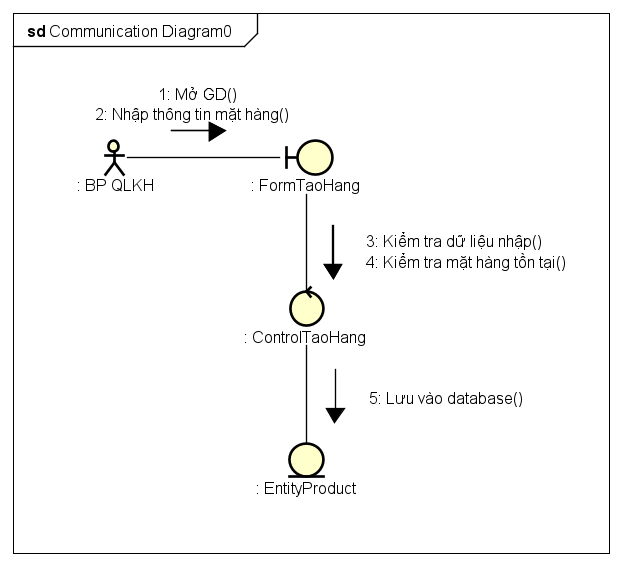 sd Communication Diagram0
1: Mở GD()
2: Nhập thông tin mặt hàng()
: BP QLKH
: FormTaoHang
3: Kiểm tra dữ liệu nhập()
4: Kiểm tra mặt hàng tồn tại()
: ControlTaoHang
5: Lưu vào database()
: EntityProduct